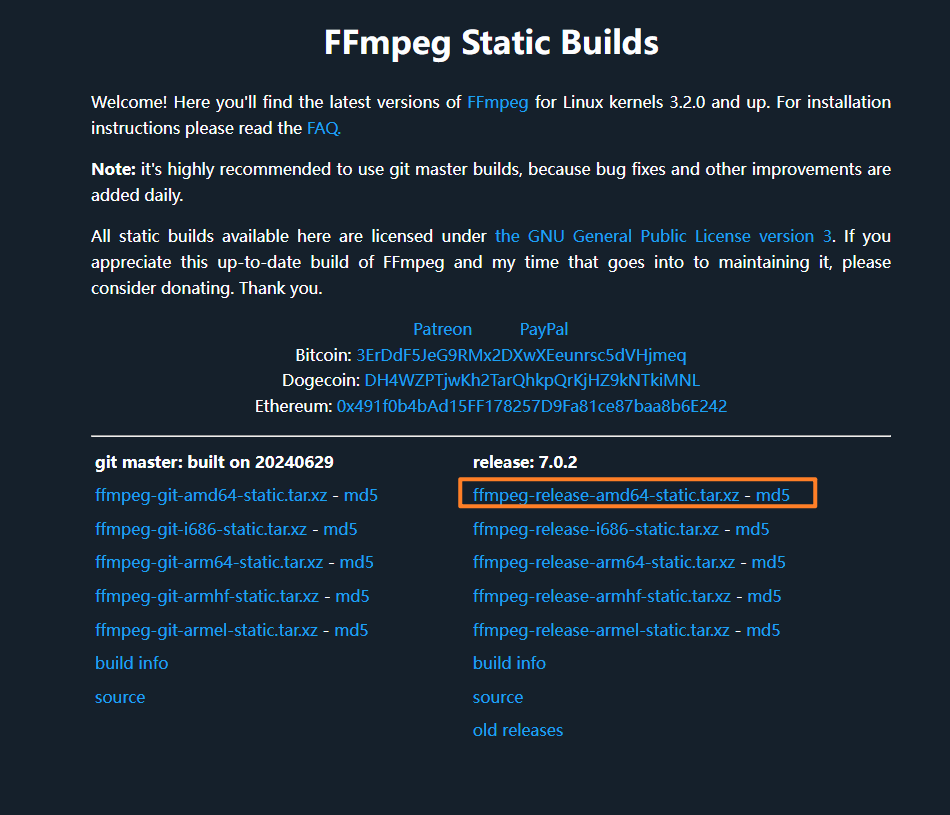 FFmpeg Static Builds
Welcome! Here you'll find the latest versions of FFmpeg for Linux kernels 3.2.0 and up. For installation
instructions please read the FAQ.
Note: it's highly recommended to use git master builds, because bug fixes and other improvements are
added daily.
All static builds available here are licensed under the GNU General Public License version 3. If you
appreciate this up-to-date build of FFmpeg and my time that goes into to maintaining it, please
consider donating. Thank you.
Patreon PayPal
Bitcoin: 3ErDdF5JeG9RMx2DXwXEeunrsc5dVHjmeq
Dogecoin: DH4WZPTjwKh2TarQhkpQrKjHZ9kNTkiMNL
Ethereum: 0x491f0b4bAd15FF178257D9Fa81ce87baa8b6E242
git master: built on 20240629
ffmpeg-git-amd64-static.tar.xz - md5
ffmpeg-git-i686-static.tar.xz - md5
ffmpeg-git-arm64-static.tar.xz - md5
ffmpeg-git-armhf-static.tar.xz - md5
ffmpeg-git-armel-static.tar.xz - md5
build info
source
release: 7.0.2
ffmpeg-release-amd64-static.tar.xz - md5
ffmpeg-release-i686-static.tar.xz - md5
ffmpeg-release-arm64-static.tar.xz - md5
ffmpeg-release-armhf-static.tar.xz - md5
ffmpeg-release-armel-static.tar.xz - md5
build info
source
old releases